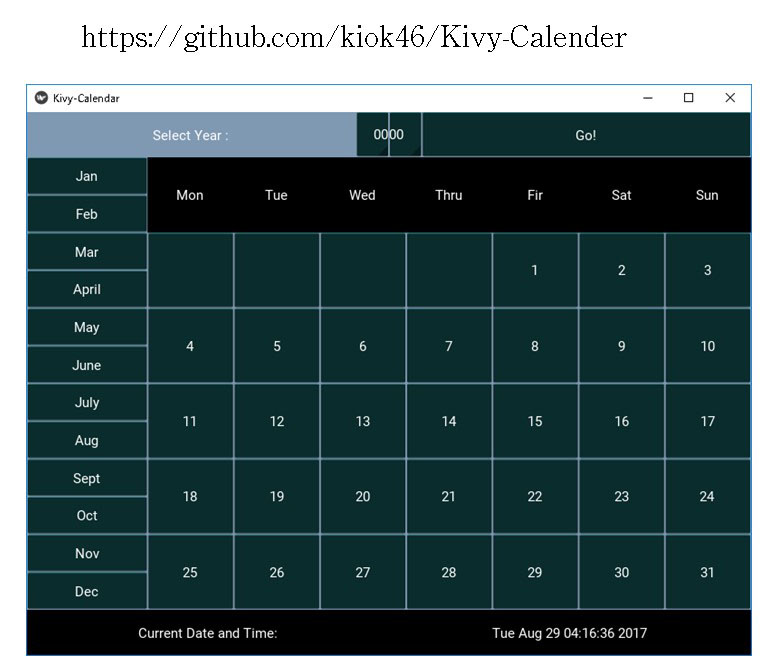 https://github.com/kiok46/Kivy-Calender
Kivy-Calendar
Select Year : 0000 Go!
Jan
Feb
Mar
April
May
June
July
Aug
Sept
Oct
Nov
Dec
Mon Tue Wed Thru Fir Sat Sun
1 2 3
4 5 6 7 8 9 10
11 12 13 14 15 16 17
18 19 20 21 22 23 24
25 26 27 28 29 30 31
Current Date and Time: Tue Aug 29 04:16:36 2017